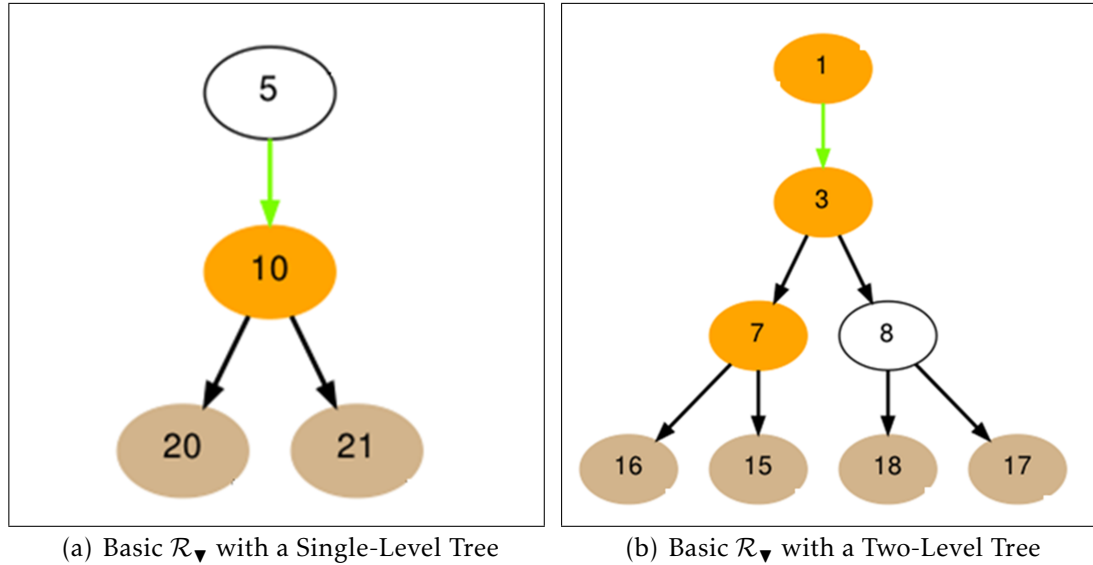 5
10
20 21
(a) Basic R▼ with a Single-Level Tree
1
3
7 8
16 15 18 17
(b) Basic R▼ with a Two-Level Tree